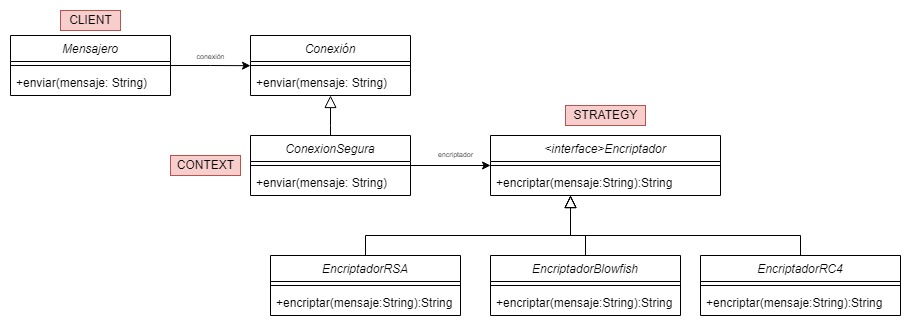 CLIENT
Mensajero
+enviar(mensaje: String)
conexión
Conexión
+enviar(mensaje: String)
STRATEGY
CONTEXT
ConexionSegura
+enviar(mensaje: String)
encriptador
<interface>Encriptador
+encriptar(mensaje:String):String
EncriptadorRSA
+encriptar(mensaje:String):String
EncriptadorBlowfish
+encriptar(mensaje:String):String
EncriptadorRC4
+encriptar(mensaje:String):String